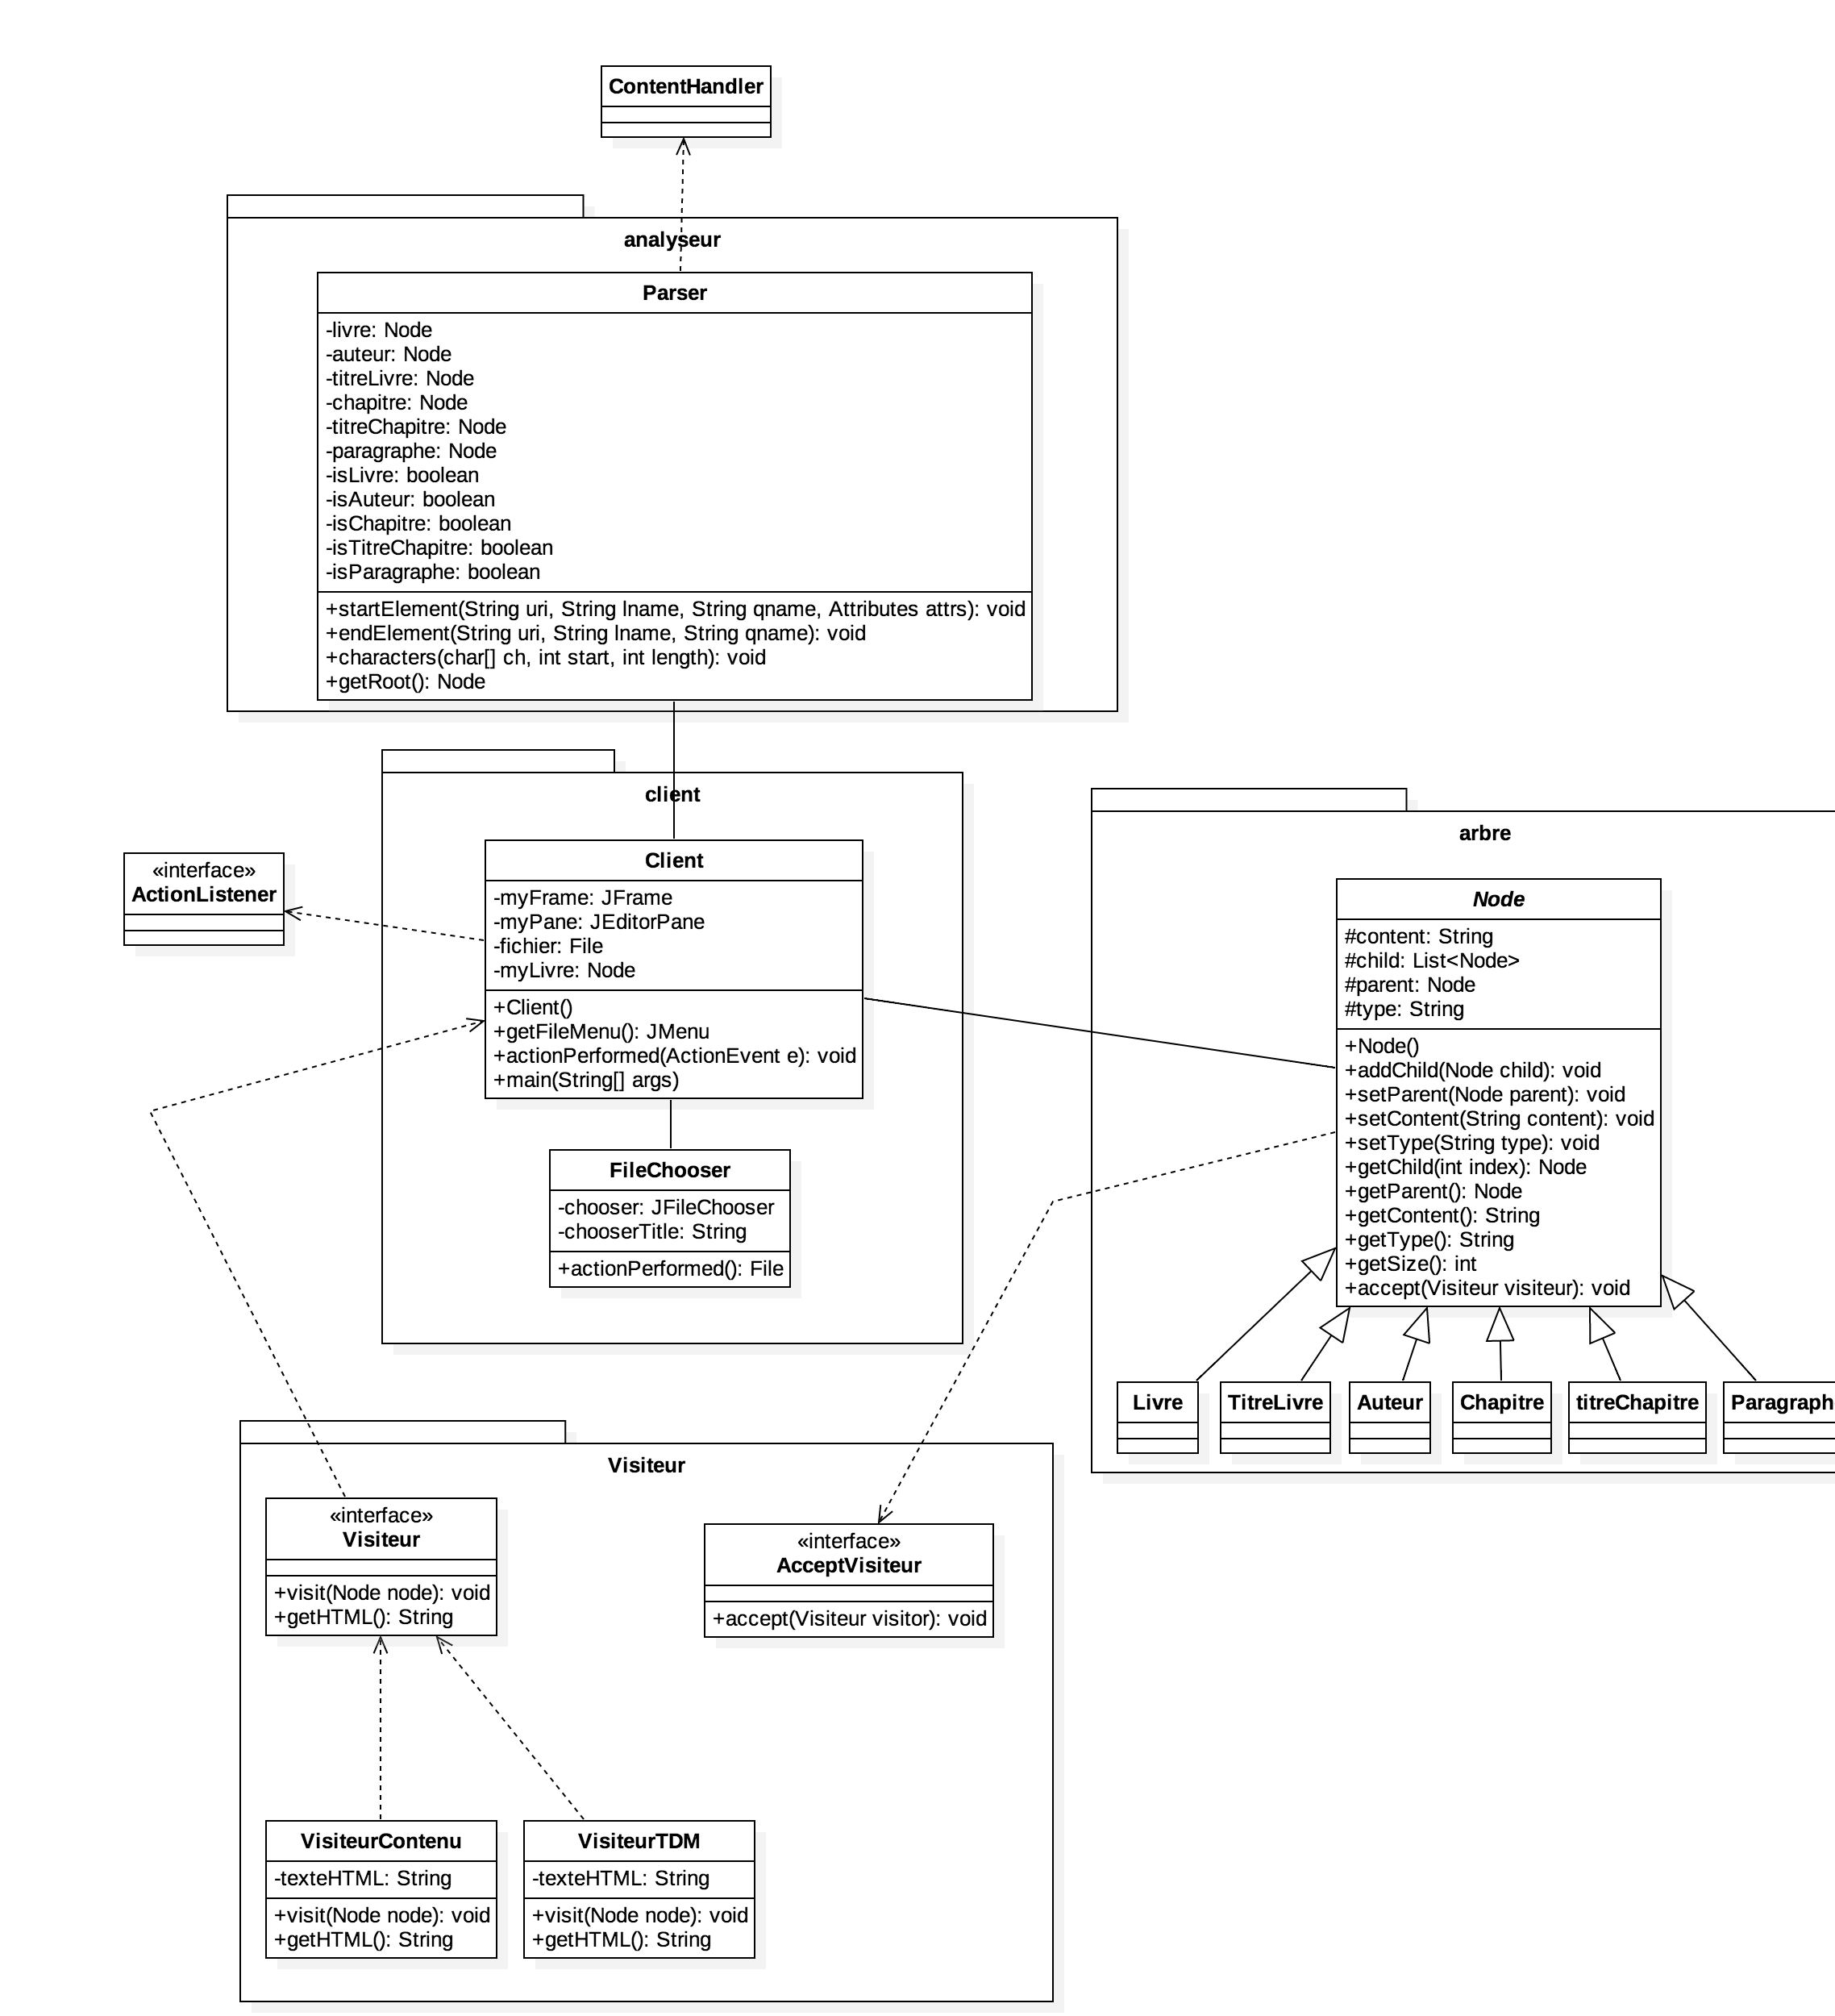 ContentHandler
analyseur
Parser
-livre: Node
-auteur: Node
-titreLivre: Node
-chapitre: Node
-titreChapitre: Node
-paragraphe: Node
-isLivre: boolean
-isAuteur: boolean
-isChapitre: boolean
-isTitreChapitre: boolean
-isParagraphe: boolean
+startElement(String uri, String lname, String qname, Attributes attrs): void
+endElement(String uri, String lname, String qname): void
+characters(char[] ch, int start, int length): void
+getRoot(): Node
client
Client
-myFrame: JFrame
-myPane: JEditorPane
-fichier: File
-myLivre: Node
+Client()
+getFileMenu(): JMenu
+actionPerformed(ActionEvent e): void
+main(String[] args)
«interface»
ActionListener
FileChooser
-chooser: JFileChooser
-chooserTitle: String
+actionPerformed(): File
arbre
Node
#content: String
#child: List<Node>
#parent: Node
#type: String
+Node()
+addChild(Node child): void
+setParent(Node parent): void
+setContent(String content): void
+setType(String type): void
+getChild(int index): Node
+getParent(): Node
+getContent(): String
+getType(): String
+getSize(): int
+accept(Visiteur visiteur): void
Livre
TitreLivre
Auteur
Chapitre
titreChapitre
Paragraph
Visiteur
«interface»
Visiteur
+visit(Node node): void
+getHTML(): String
«interface»
AcceptVisiteur
+accept(Visiteur visitor): void
VisiteurContenu
-texteHTML: String
+visit(Node node): void
+getHTML(): String
VisiteurTDM
-texteHTML: String
+visit(Node node): void
+getHTML(): String